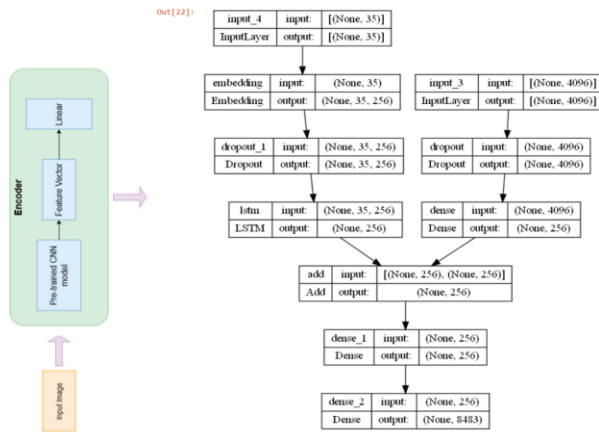 Out[22]:
input_4 input: [(None, 35)]
InputLayer output: [(None, 35)]
embedding input: (None, 35)
Embedding output: (None, 35, 256)
input_3 input: [(None, 4096)]
InputLayer output: [(None, 4096)]
dropout_1 input: (None, 35, 256)
Dropout output: (None, 35, 256)
dropout input: (None, 4096)
Dropout output: (None, 4096)
lstm input: (None, 35, 256)
LSTM output: (None, 256)
dense input: (None, 4096)
Dense output: (None, 256)
add input: [(None, 256), (None, 256)]
Add output: (None, 256)
dense_1 input: (None, 256)
Dense output: (None, 256)
dense_2 input: (None, 256)
Dense output: (None, 8483)
Encoder
Linear
Feature Vector
Pre-trained CNN
model
Input Image